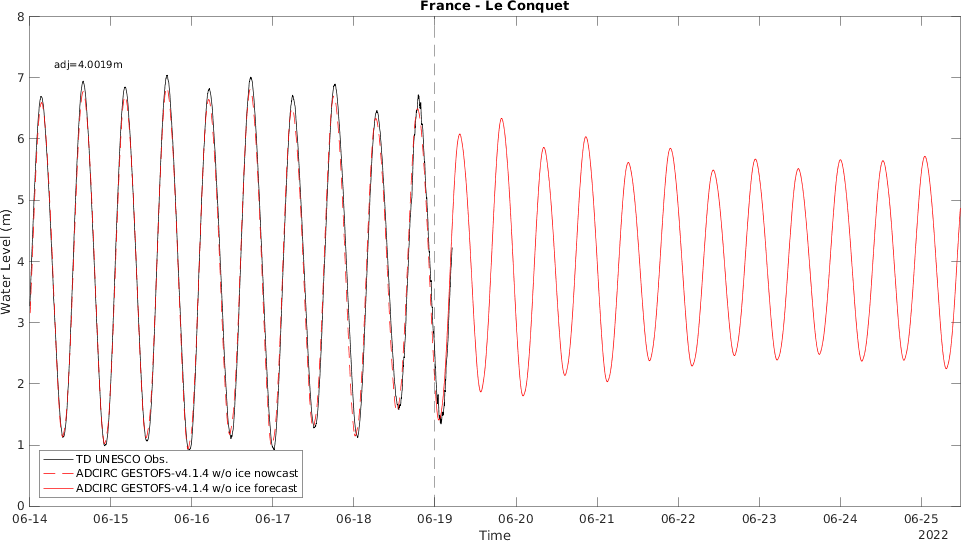 France - Le Conquet
8
7
6
5
4
3
2
1
0
Water Level (m)
adj=4.0019m
TD UNESCO Obs.
ADCIRC GESTOFS-v4.1.4 w/o ice nowcast
ADCIRC GESTOFS-v4.1.4 w/o ice forecast
06-14 06-15 06-16 06-17 06-18 06-19 06-20 06-21 06-22 06-23 06-24 06-25
Time
2022